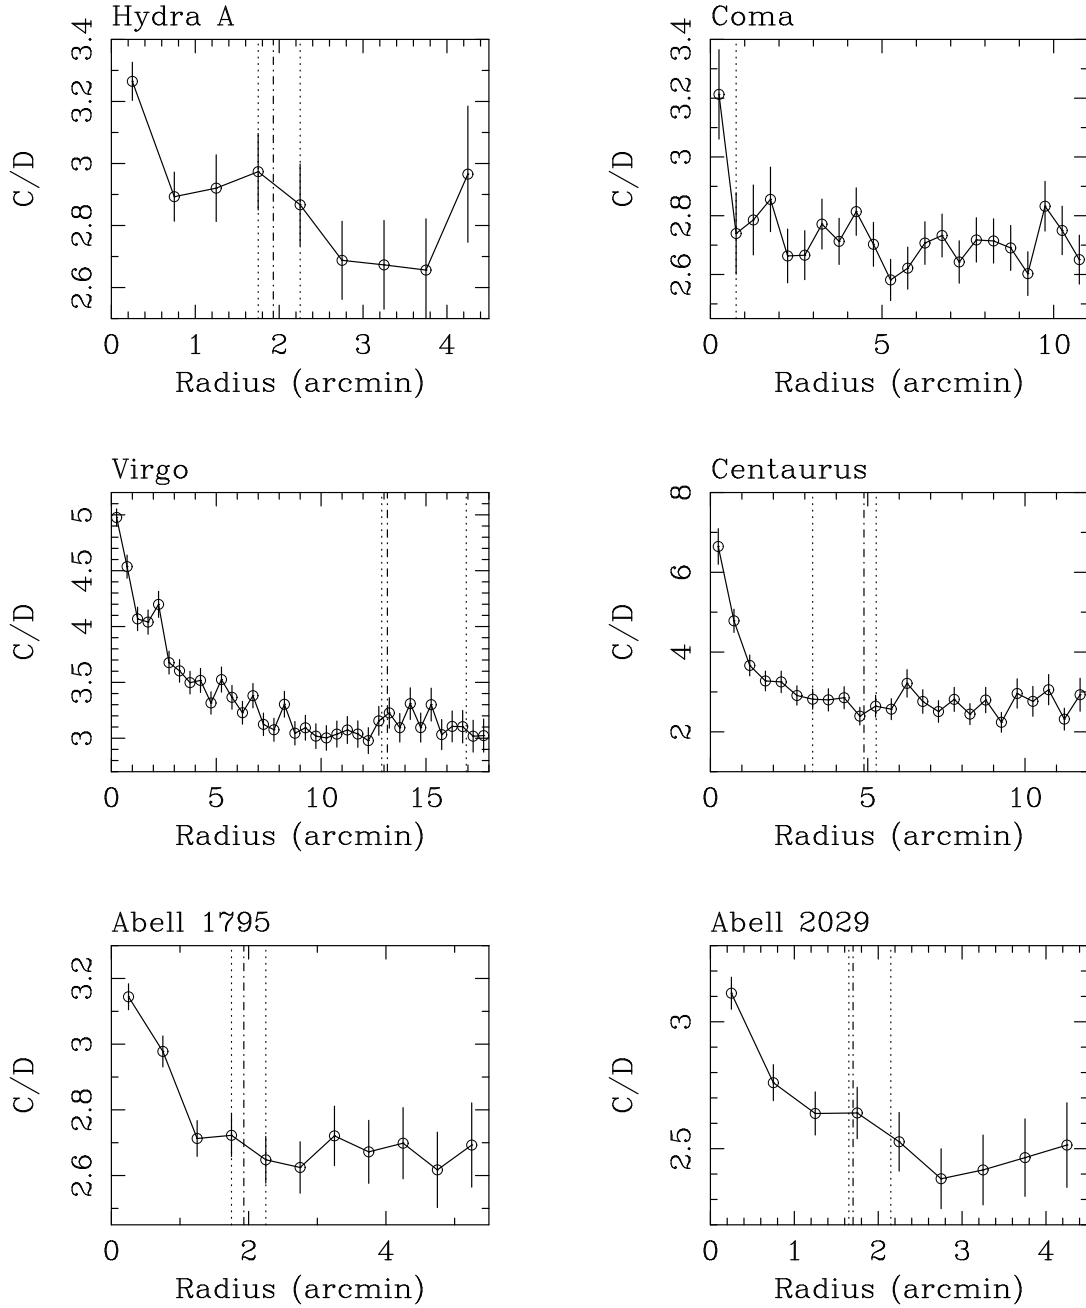 Hydra A
3.4
3.2
3
2.8
2.6
C/D
0 1 2 3 4
Radius (arcmin)
Coma
3.4
3.2
3
2.8
2.6
C/D
0 5 10
Radius (arcmin)
Virgo
5
4.5
4
3.5
3
C/D
0 5 10 15
Radius (arcmin)
Centaurus
8
6
4
2
C/D
0 5 10
Radius (arcmin)
Abell 1795
3.2
3
2.8
2.6
C/D
0 2 4
Radius (arcmin)
Abell 2029
3
2.5
C/D
0 1 2 3 4
Radius (arcmin)